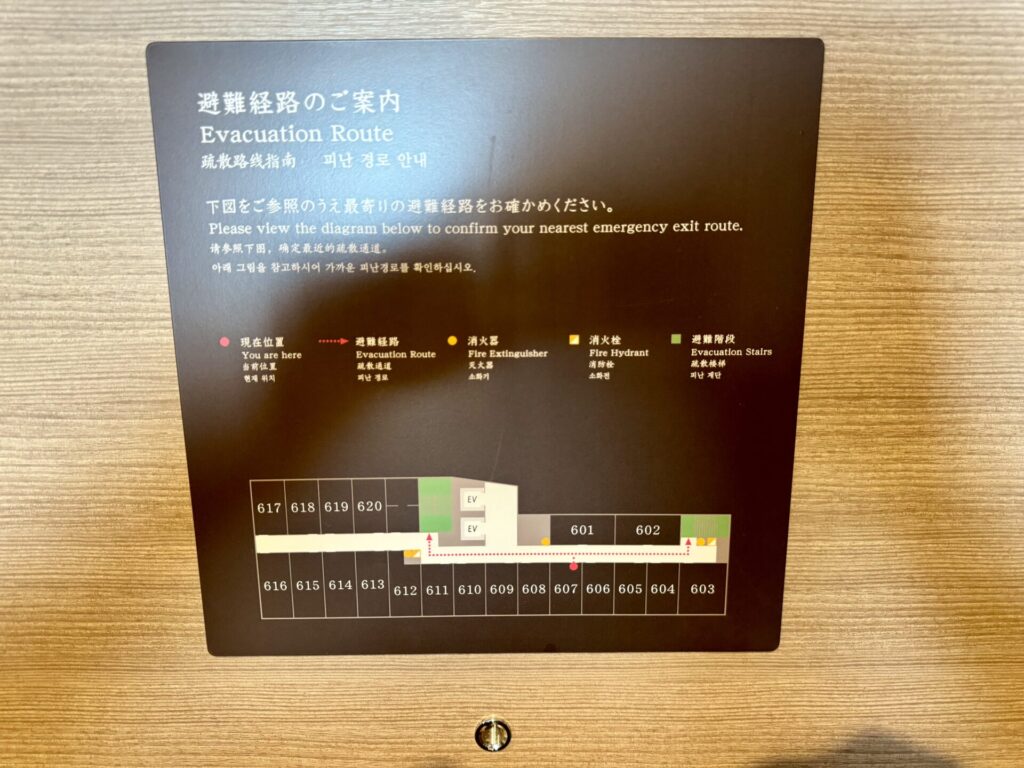 避難経路のご案内
Evacuation Route
疏散路线指南 피난 경로 안내
下図をご参照のうえ最寄りの避難経路をお確かめください。
Please view the diagram below to confirm your nearest emergency exit route.
请参照下图，确定最近的疏散通道。
아래 그림을 참고하시어 가까운 피난경로를 확인하십시오.
現在位置
You are here
当前位置
현재 위치
避難経路
Evacuation Route
疏散通道
피난 경로
消火器
Fire Extinguisher
灭火器
소화기
消火栓
Fire Hydrant
消防栓
소화전
避難階段
Evacuation Stairs
疏散楼梯
피난 계단
617 618 619 620
EV
EV
601 602
616 615 614 613 612 611 610 609 608 607 606 605 604 603